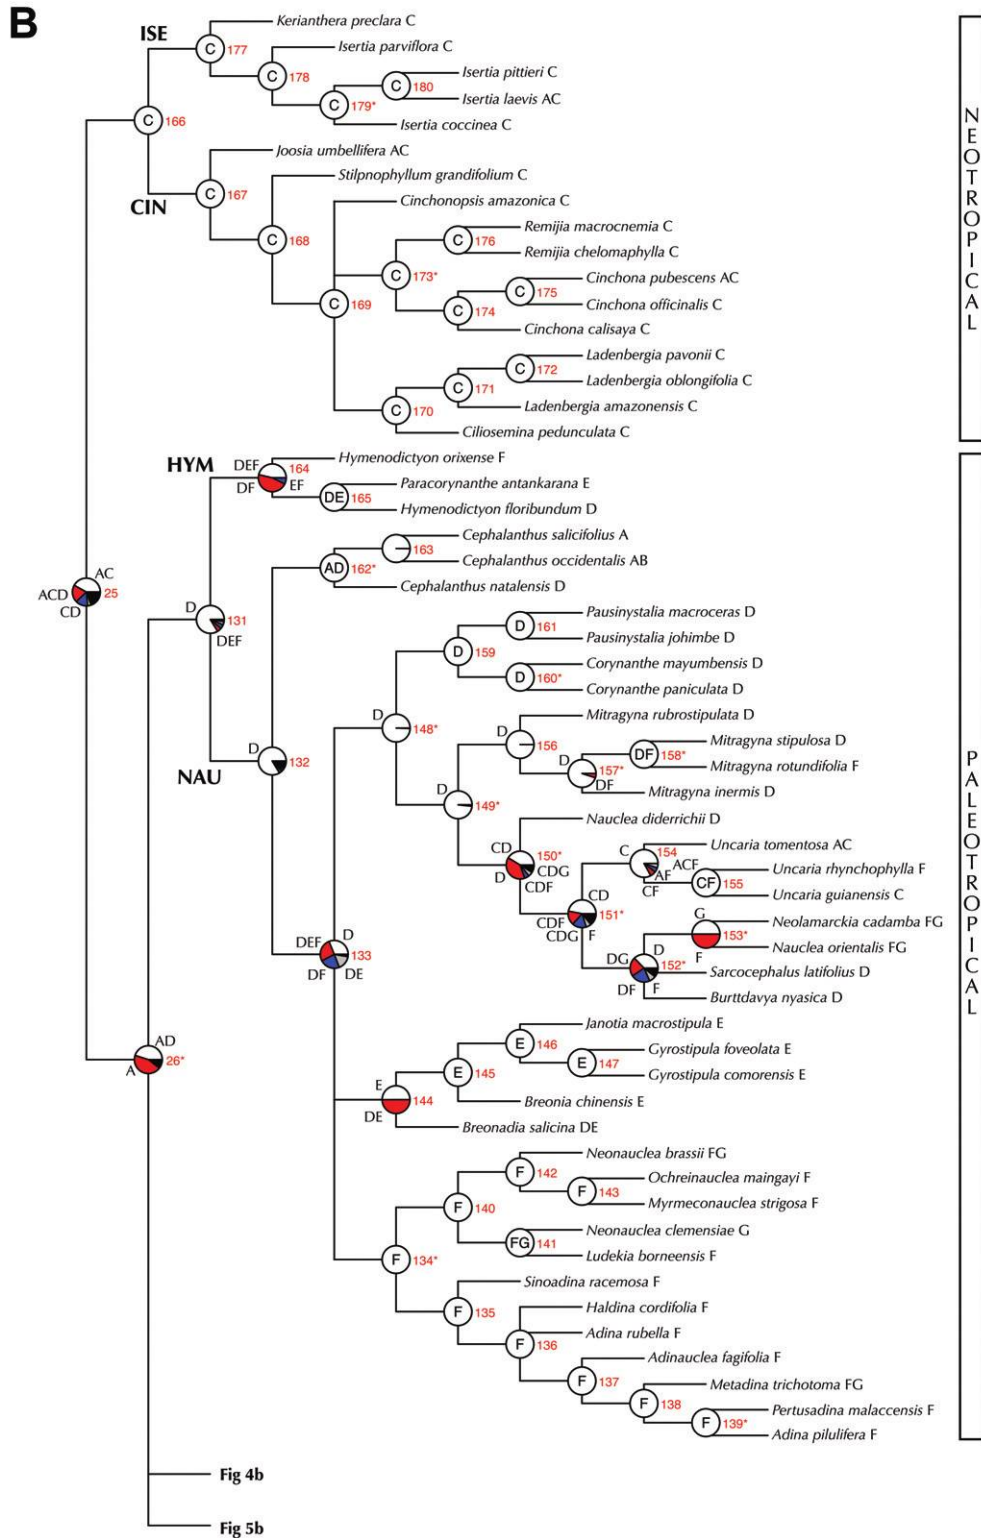 B
ISE
Kerianthera preclara C
177
C
Isertia parviflora C
C
178
Isertia pittieri C
C
180
Isertia laevis AC
C
179*
Isertia coccinea C
C
166
Joosia umbellifera AC
C
167
CIN
Stilpnophyllum grandifolium C
C
168
Cinchonopsis amazonica C
Remijia macrocnemia C
C
176
Remijia chelomaphylla C
C
173*
Cinchona pubescens AC
C
175
Cinchona officinalis C
C
169
C
174
Cinchona calisaya C
Ladenbergia pavonii C
C
172
Ladenbergia oblongifolia C
C
171
Ladenbergia amazonensis C
C
170
Ciliosemina pedunculata C
NEOTROPICAL
HYM
Hymenodictyon orixense F
DEF
164
DF
EF
Paracorynanthe antankarana E
DE
165
Hymenodictyon floribundum D
Cephalanthus salicifolius A
163
Cephalanthus occidentalis AB
AD
162*
Cephalanthus natalensis D
AC
ACD
25
CD
D
131
DEF
Pausinystalia macroceras D
D
161
Pausinystalia johimbe D
D
159
Corynanthe mayumbensis D
D
160*
Corynanthe paniculata D
D
148*
Mitragyna rubrostipulata D
D
156
Mitragyna stipulosa D
DF
158*
Mitragyna rotundifolia F
D
157*
DF
Mitragyna inermis D
D
132
NAU
D
149*
Nauclea diderrichii D
CD
150*
D
CDG
CDF
Uncaria tomentosa AC
C
154
ACF
AF
CF
Uncaria rhynchophylla F
CF
155
Uncaria guianensis C
CD
CDF
151*
CDG
F
G
Neolamarckia cadamba FG
153*
F
Nauclea orientalis FG
D
DG
152*
DF
F
Sarcocephalus latifolius D
Burttdavya nyasica D
D
DEF
133
DF
DE
Janotia macrostipula E
E
146
Gyrostipula foveolata E
E
147
Gyrostipula comorensis E
E
145
Breonia chinensis E
E
144
DE
Breonadia salicina DE
AD
26*
A
Neonauclea brassii FG
F
142
Ochreinauclea maingayi F
F
143
Myrmeconauclea strigosa F
F
140
Neonauclea clemensiae G
FG
141
Ludekia borneensis F
F
134*
Sinoadina racemosa F
F
135
Haldina cordifolia F
Adina rubella F
F
136
Adinauclea fagifolia F
F
137
Metadina trichotoma FG
F
138
Pertusadina malaccensis F
F
139*
Adina pilulifera F
PALEOTROPICAL
Fig 4b
Fig 5b